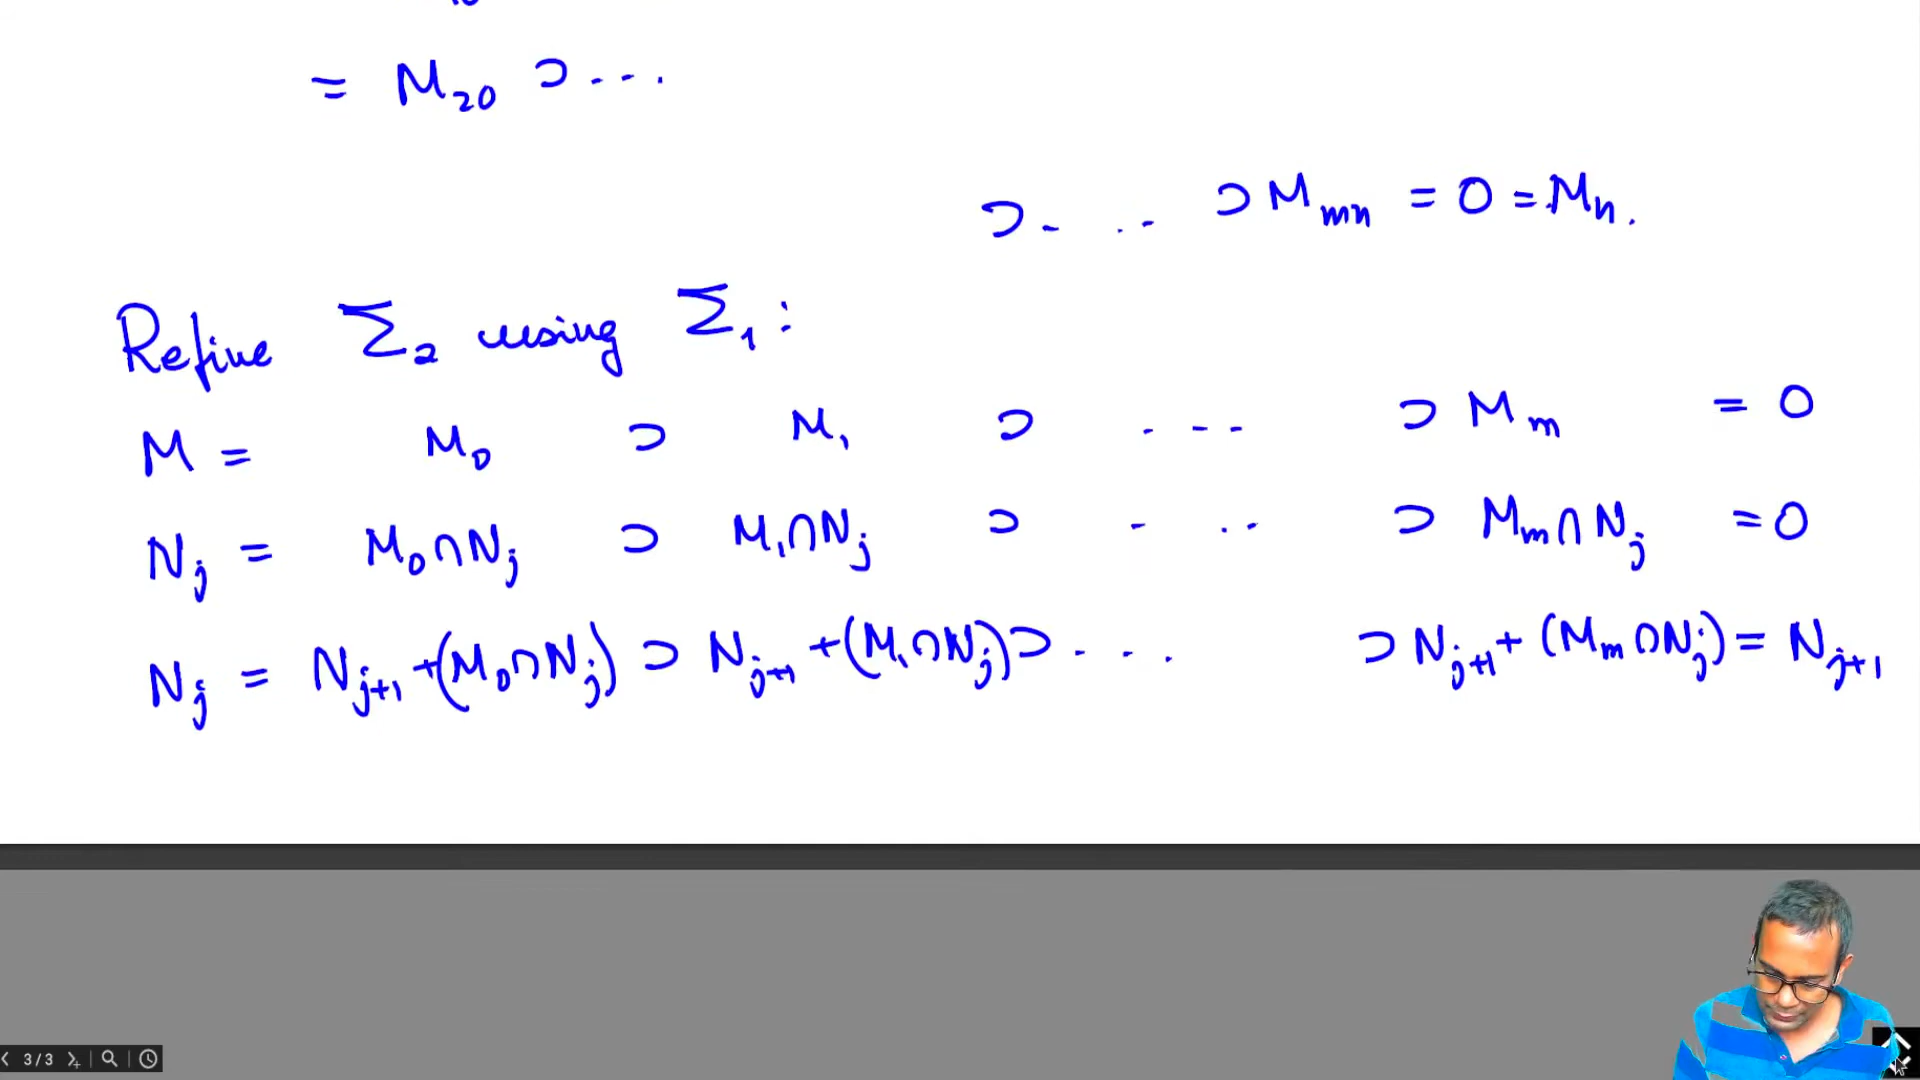 = M₂₀ ⊃ ...
⊃ - .. - ⊃ M_mn = 0 = M_n.
Refine Σ₂ using Σ₁ :
M = M₀ ⊃ M₁ ⊃ - - - - ⊃ M_m = 0
N_j = M₀∩N_j ⊃ M₁∩N_j ⊃ - .. - ⊃ M_m∩N_j = 0
N_j = N_j+1 + (M₀∩N_j) ⊃ N_j+1 + (M₁∩N_j) ⊃ . - - . ⊃ N_j+1 + (M_m∩N_j) = N_j+1
3/3